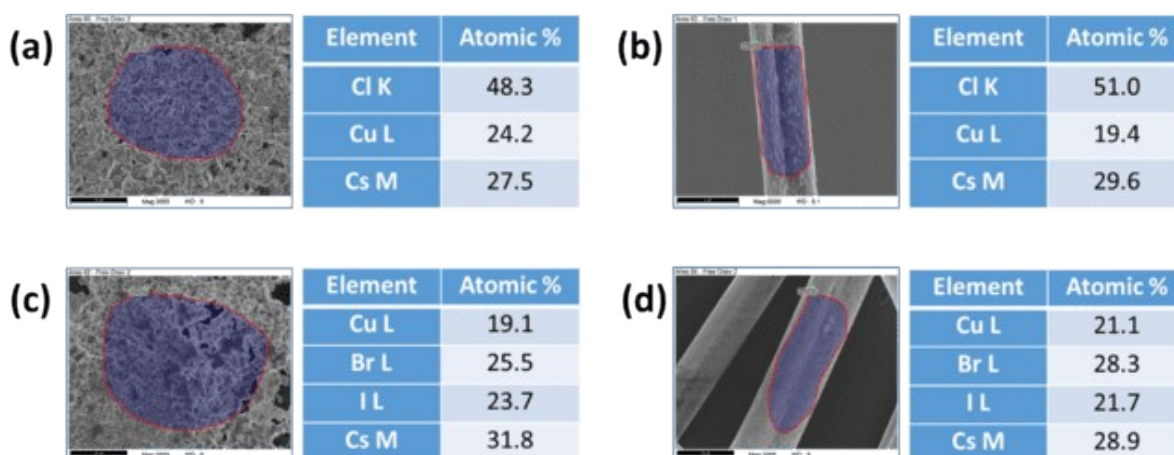 (a)
Element Atomic %
Cl K 48.3
Cu L 24.2
Cs M 27.5
(b)
Element Atomic %
Cl K 51.0
Cu L 19.4
Cs M 29.6
(c)
Element Atomic %
Cu L 19.1
Br L 25.5
I L 23.7
Cs M 31.8
(d)
Element Atomic %
Cu L 21.1
Br L 28.3
I L 21.7
Cs M 28.9